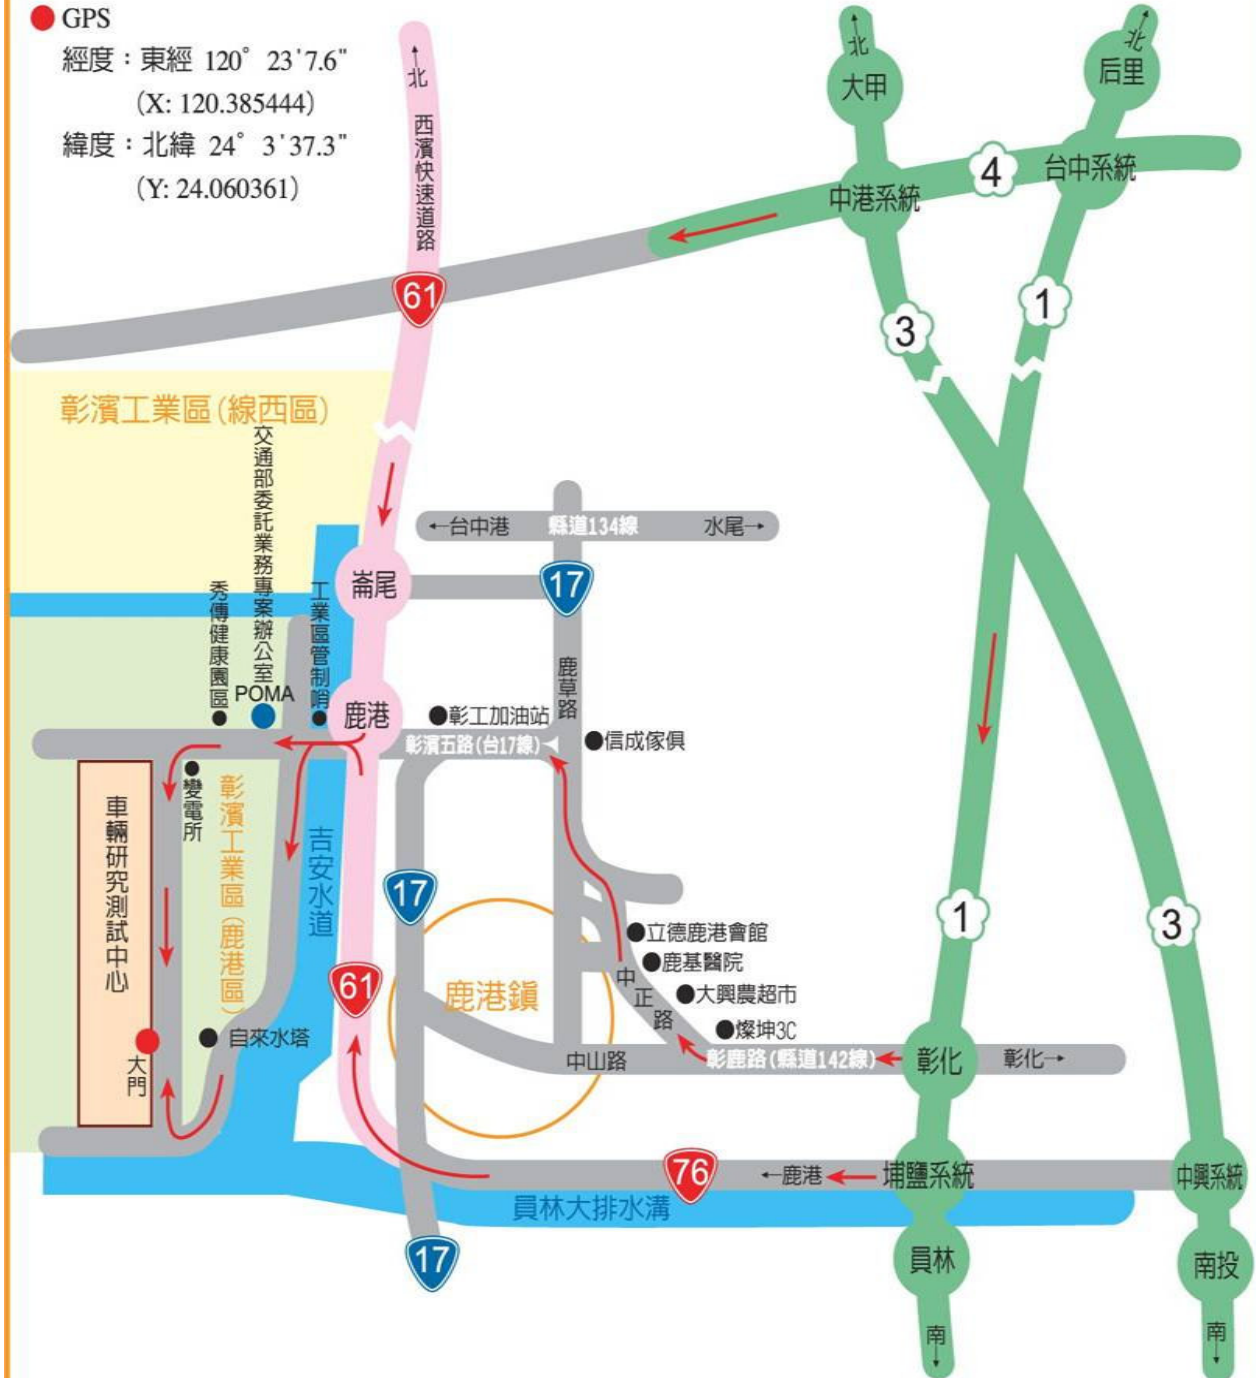 GPS
經度：東經 120° 23'7.6"
(X: 120.385444)
緯度：北緯 24° 3'37.3"
(Y: 24.060361)
←北
西濱快速道路
61
←北
大甲
←北
后里
4
台中系統
中港系統
3
1
彰濱工業區(線西區)
交通部委託業務專案辦公室
POMA
秀傳健康園區
工業區管制哨
崙尾
←台中港
縣道134線
水尾→
17
鹿草路
鹿港
彰工加油站
彰濱五路(台17線)
信成傢俱
變電所
車輛研究測試中心
彰濱工業區(鹿港區)
吉安水道
17
1
3
立德鹿港會館
鹿基醫院
中正路
大興農超市
燦坤3C
61
鹿港鎮
大門
自來水塔
中山路
彰鹿路(縣道142線)
彰化
彰化→
76
←鹿港
埔鹽系統
中興系統
員林大排水溝
17
員林
南投
南→
南→